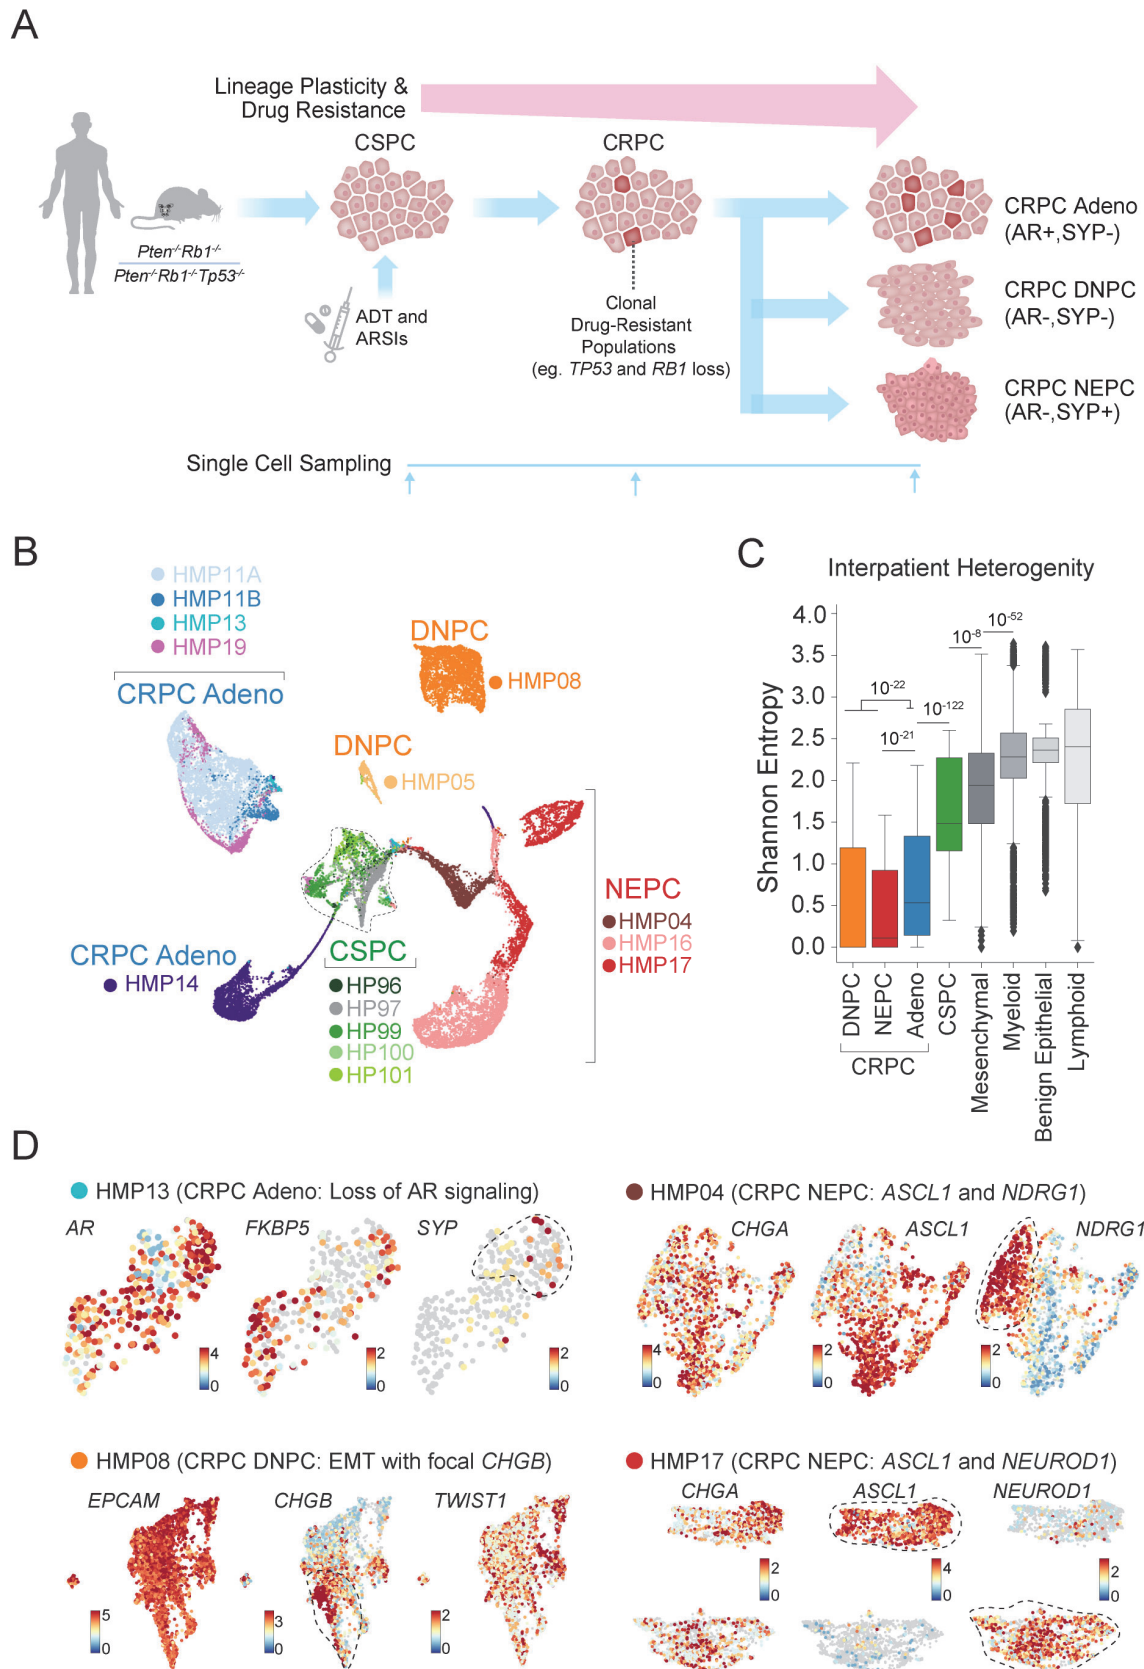 A
Lineage Plasticity &
Drug Resistance
CSPC
CRPC
Pten-/-Rb1-/-
Pten-/-Rb1-/-Tp53-/-
ADT and
ARSIs
Clonal
Drug-Resistant
Populations
(eg. TP53 and RB1 loss)
CRPC Adeno
(AR+,SYP-)
CRPC DNPC
(AR-,SYP-)
CRPC NEPC
(AR-,SYP+)
Single Cell Sampling
B
HMP11A
HMP11B
HMP13
HMP19
CRPC Adeno
DNPC
HMP08
DNPC
HMP05
NEPC
HMP04
HMP16
HMP17
CRPC Adeno
HMP14
CSPC
HP96
HP97
HP99
HP100
HP101
C
Interpatient Heterogenity
Shannon Entropy
4.0
3.5
3.0
2.5
2.0
1.5
1.0
0.5
0.0
10-22
10-21
10-122
10-8
10-52
DNPC
NEPC
Adeno
CSPC
Mesenchymal
Myeloid
Benign Epithelial
Lymphoid
CRPC
D
HMP13 (CRPC Adeno: Loss of AR signaling)
AR
FKBP5
SYP
4
0
2
0
2
0
HMP04 (CRPC NEPC: ASCL1 and NDRG1)
CHGA
ASCL1
NDRG1
4
0
2
0
2
0
HMP08 (CRPC DNPC: EMT with focal CHGB)
EPCAM
CHGB
TWIST1
5
0
3
0
2
0
HMP17 (CRPC NEPC: ASCL1 and NEUROD1)
CHGA
ASCL1
NEUROD1
2
0
4
0
2
0